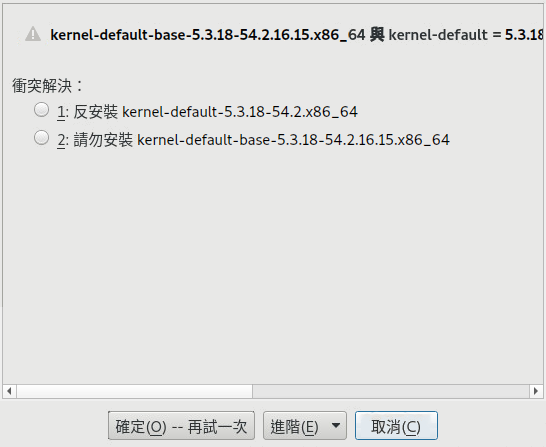 kernel-default-base-5.3.18-54.2.16.15.x86_64 與 kernel-default = 5.3.18
衝突解決：
1: 反安裝 kernel-default-5.3.18-54.2.x86_64
2: 請勿安裝 kernel-default-base-5.3.18-54.2.16.15.x86_64
確定(O) -- 再試一次 進階(E) 取消(C)